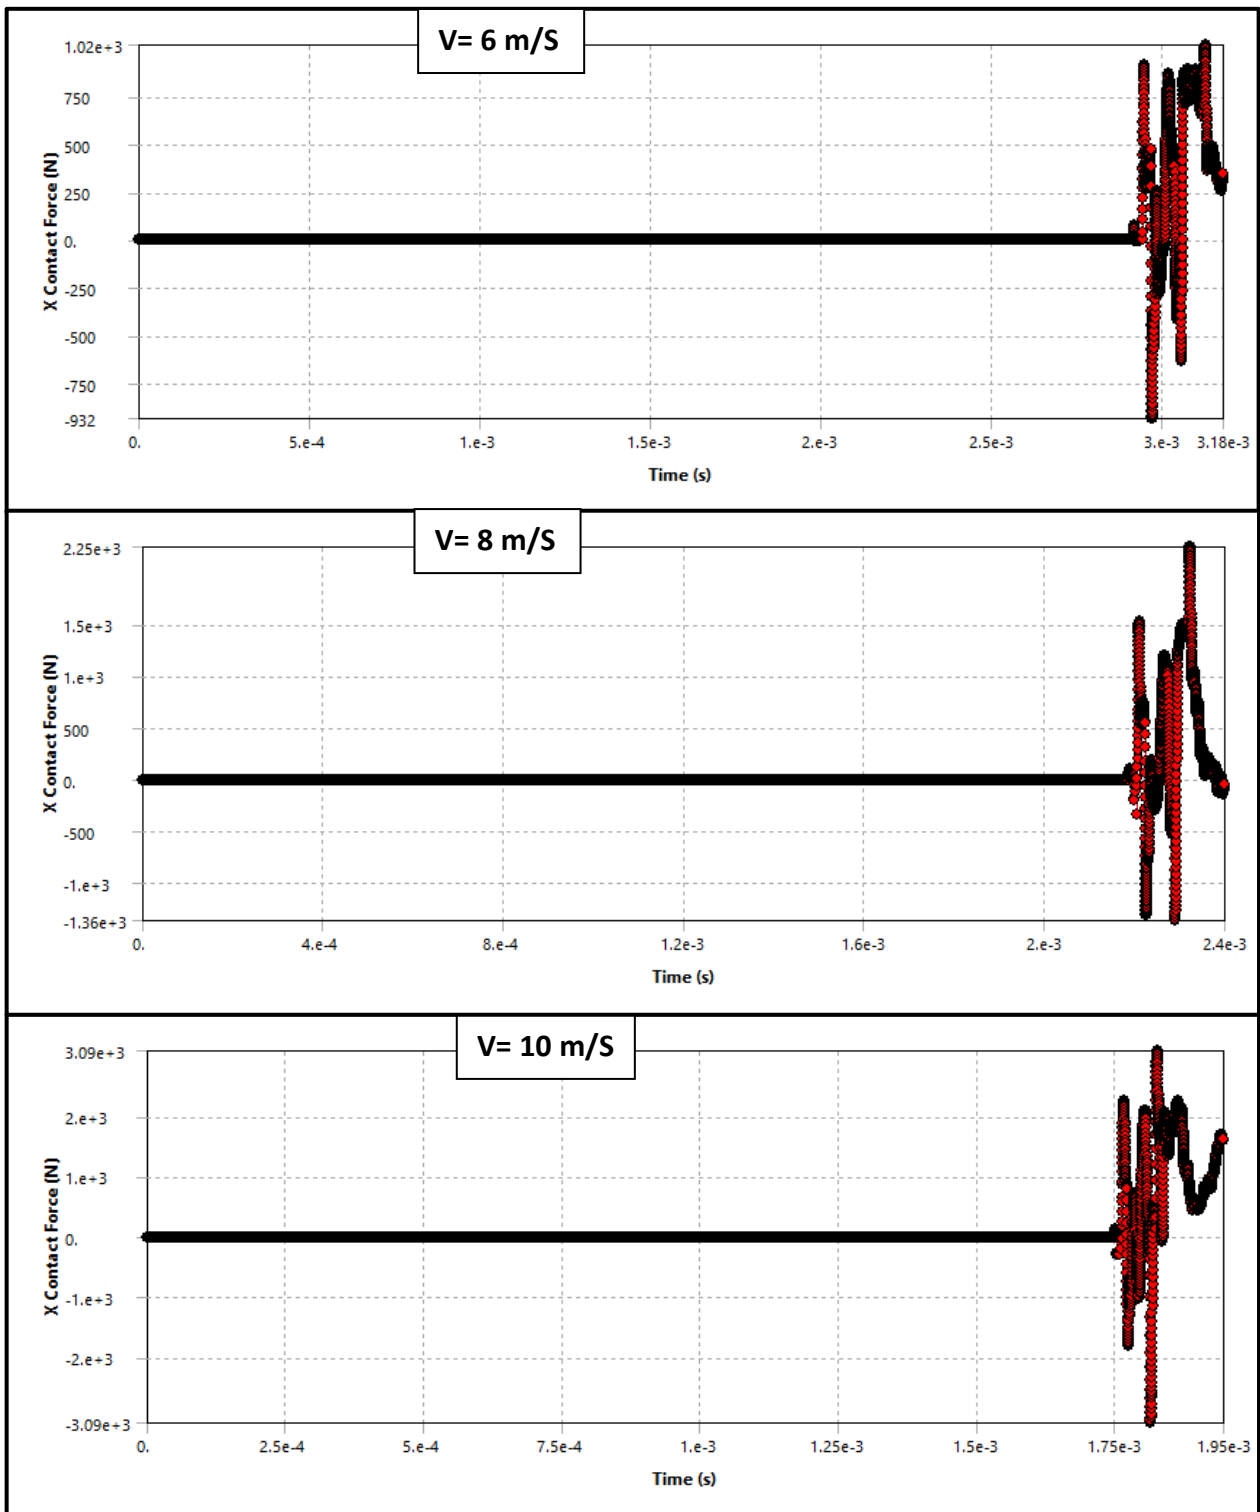 V= 6 m/S
1.02e+3
750
500
250
0.
-250
-500
-750
-932
X Contact Force (N)
0.
5.e-4
1.e-3
1.5e-3
2.e-3
2.5e-3
3.e-3
3.18e-3
Time (s)
V= 8 m/S
2.25e+3
1.5e+3
1.e+3
500
0.
-500
-1.e+3
-1.36e+3
X Contact Force (N)
0.
4.e-4
8.e-4
1.2e-3
1.6e-3
2.e-3
2.4e-3
Time (s)
V= 10 m/S
3.09e+3
2.e+3
1.e+3
0.
-1.e+3
-2.e+3
-3.09e+3
X Contact Force (N)
0.
2.5e-4
5.e-4
7.5e-4
1.e-3
1.25e-3
1.5e-3
1.75e-3
1.95e-3
Time (s)